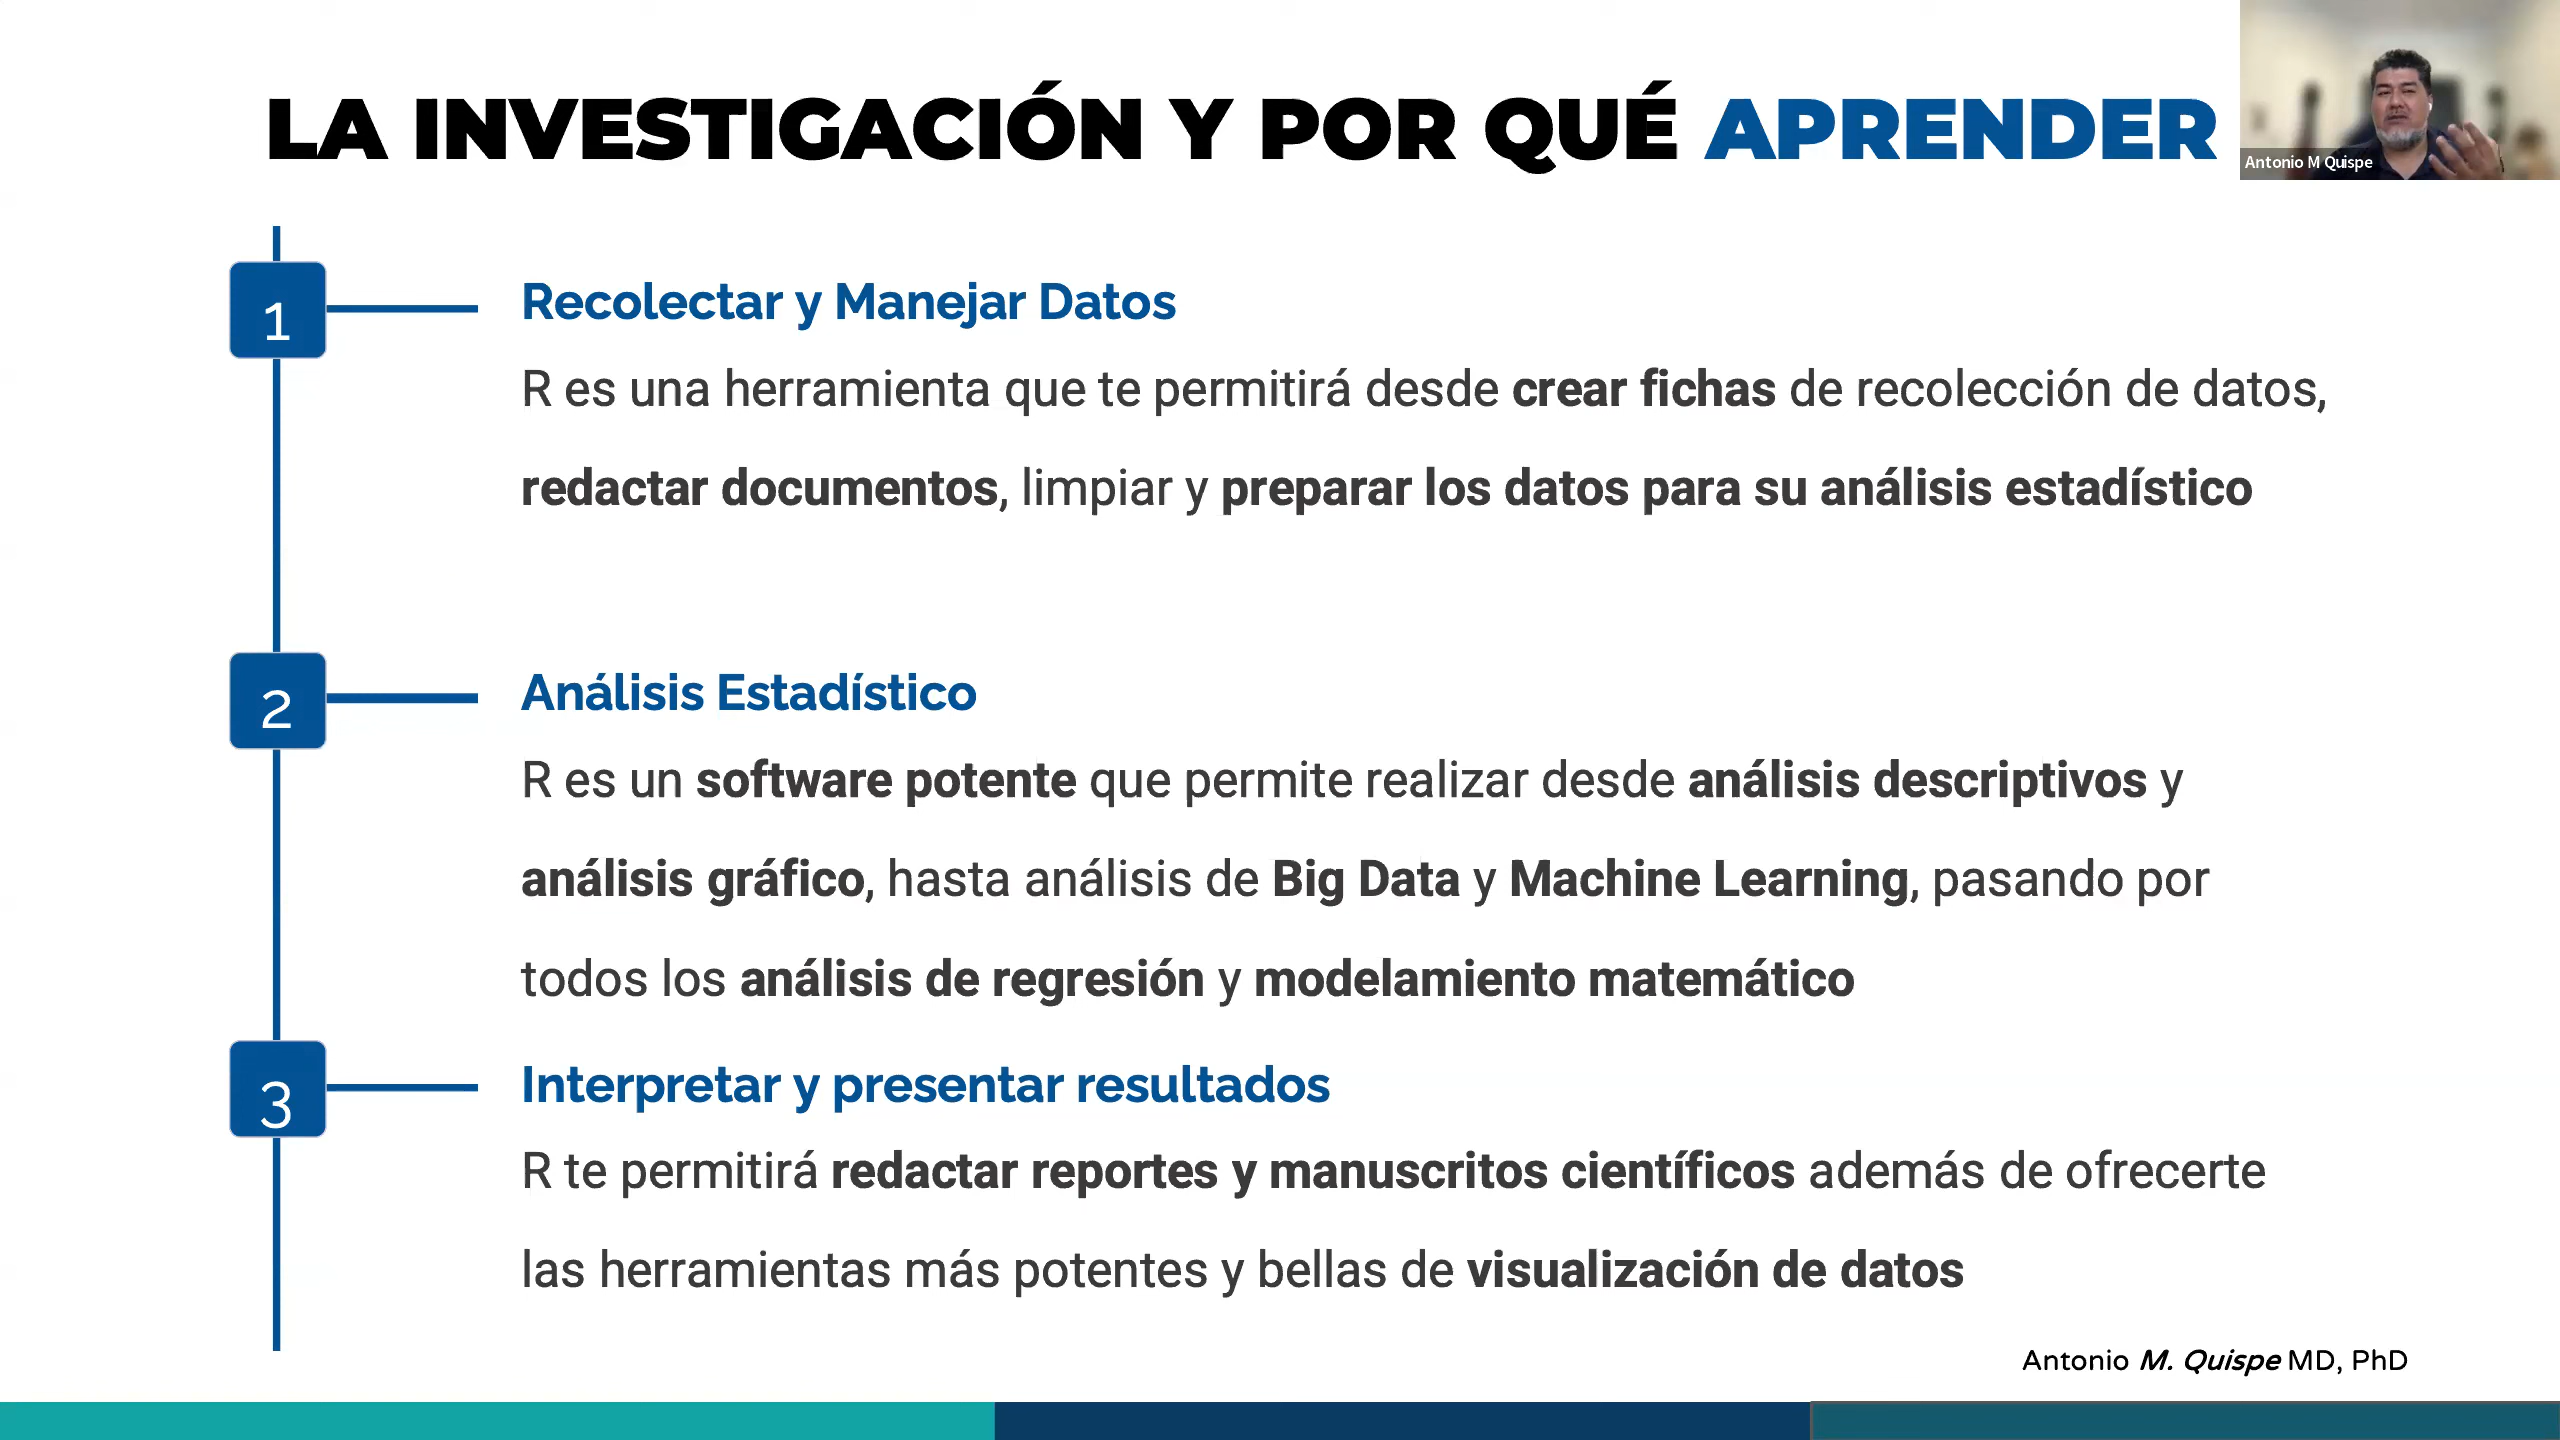 LA INVESTIGACIÓN Y POR QUÉ APRENDER
Antonio M Quispe
1
Recolectar y Manejar Datos
R es una herramienta que te permitirá desde crear fichas de recolección de datos,
redactar documentos, limpiar y preparar los datos para su análisis estadístico
2
Análisis Estadístico
R es un software potente que permite realizar desde análisis descriptivos y
análisis gráfico, hasta análisis de Big Data y Machine Learning, pasando por
todos los análisis de regresión y modelamiento matemático
3
Interpretar y presentar resultados
R te permitirá redactar reportes y manuscritos científicos además de ofrecerte
las herramientas más potentes y bellas de visualización de datos
Antonio M. Quispe MD, PhD